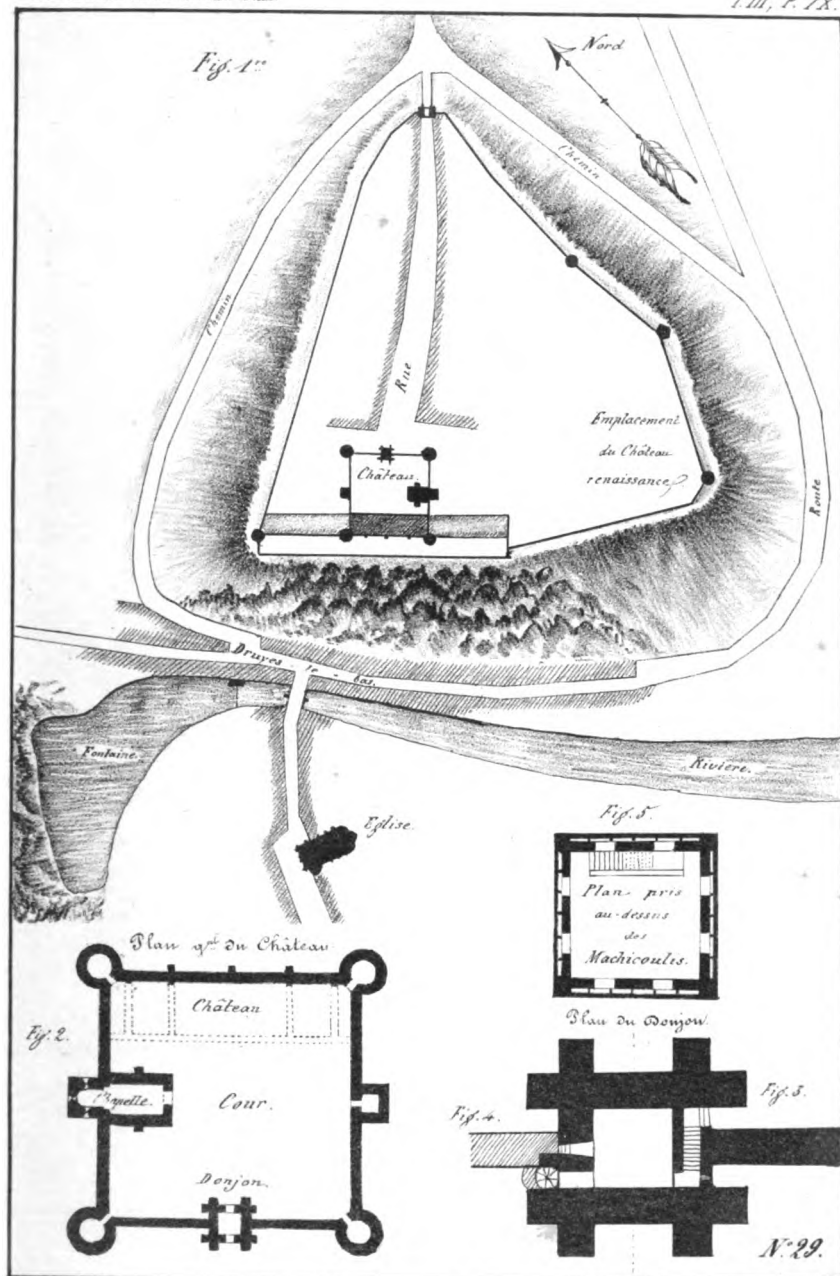 T. III, P. IX.
Fig. 1re
Nord
Chemin
Chemin
Rue
Emplacement
du Château
renaissance
Château.
Route
Druyes-le-bas.
Fontaine.
Rivière.
Eglise.
Fig. 5.
Plan pris
au-dessus
des
Machicoulis.
Plan gal du Château
Fig. 2.
Château
Chapelle.
Cour.
Donjon.
Plan du Donjon.
Fig. 4.
Fig. 3.
No. 29.